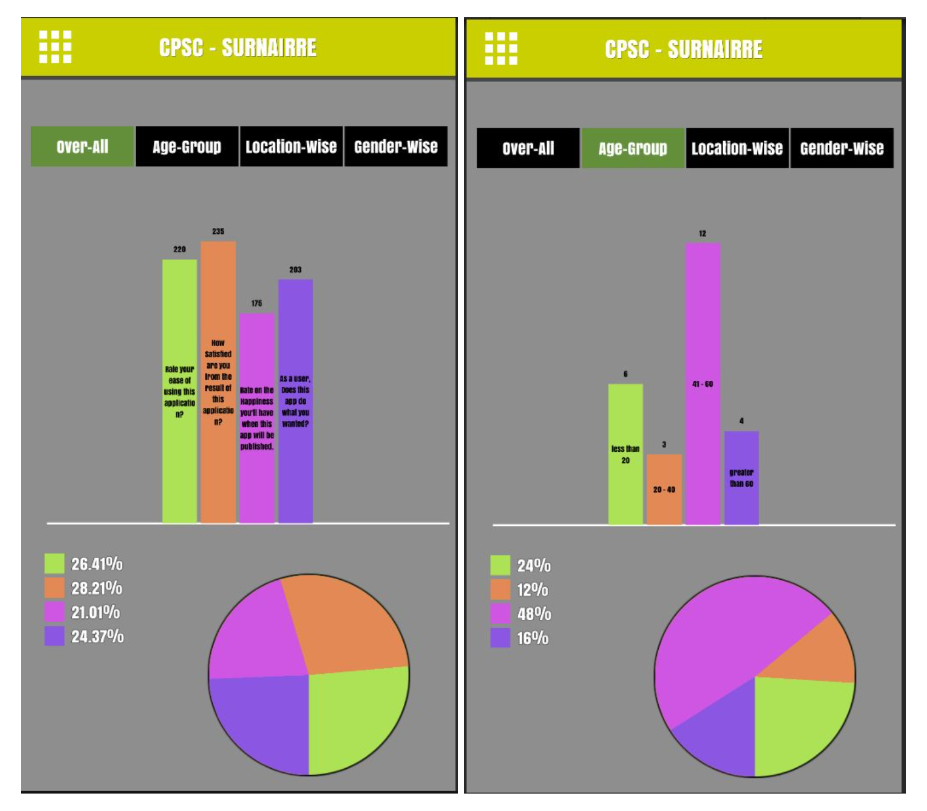 CPSC - SURNAIRRE
Over-All
Age-Group
Location-Wise
Gender-Wise
220
235
176
203
Rate your
ease of
using this
applicatio
n?
How
Satisfied
are you
from the
result of
this
applicatio
n?
Rate on the
Happiness
you'll have
when this
app will be
published.
As a user,
Does this
app do
what you
wanted?
26.41%
28.21%
21.01%
24.37%
CPSC - SURNAIRRE
Over-All
Age-Group
Location-Wise
Gender-Wise
6
3
12
4
less than
20
20 - 40
41 - 60
greater
than 60
24%
12%
48%
16%